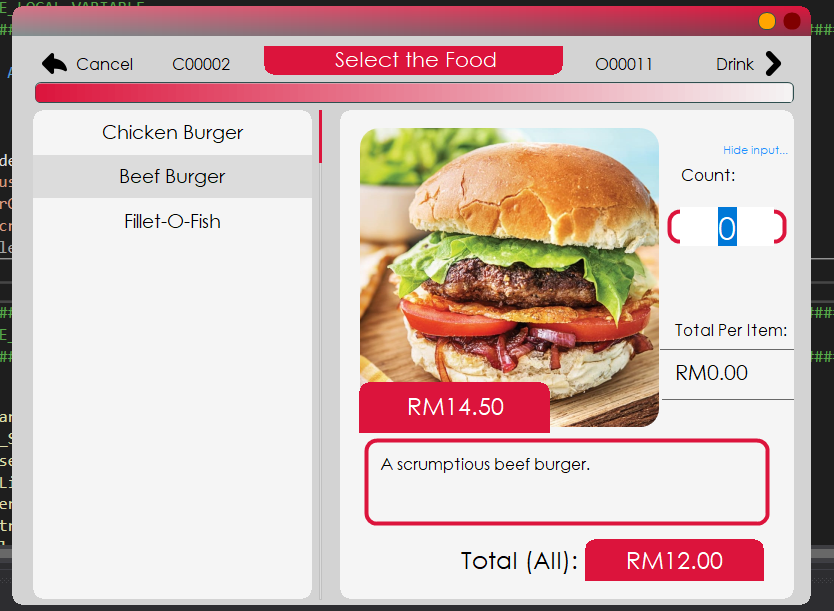 E_LOCAL_VARIABLE
Cancel
C00002
Select the Food
O00011
Drink
Chicken Burger
Beef Burger
Fillet-O-Fish
Hide input...
Count:
0
Total Per Item:
RM0.00
RM14.50
A scrumptious beef burger.
Total (All):
RM12.00